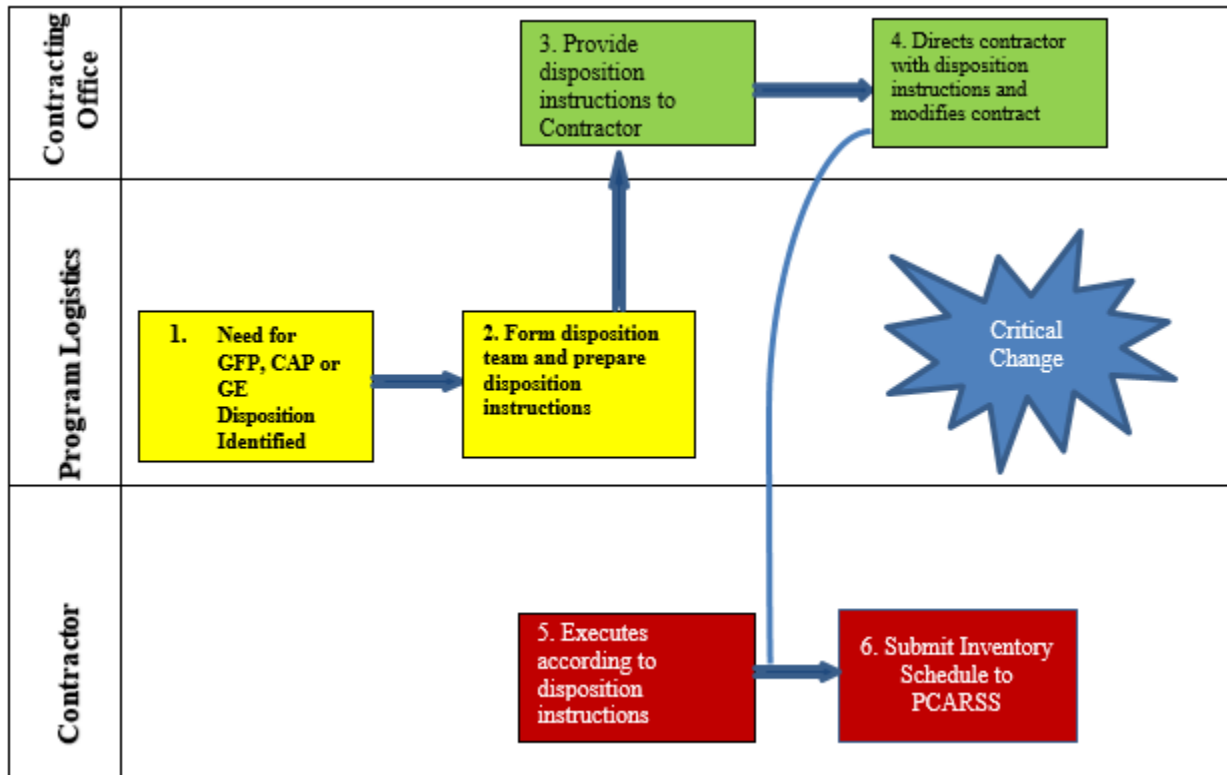 Contracting
Office
3. Provide
disposition
instructions to
Contractor
4. Directs contractor
with disposition
instructions and
modifies contract
Program Logistics
1. Need for
GFP, CAP or
GE
Disposition
Identified
2. Form disposition
team and prepare
disposition
instructions
Critical
Change
Contractor
5. Executes
according to
disposition
instructions
6. Submit Inventory
Schedule to
PCARSS